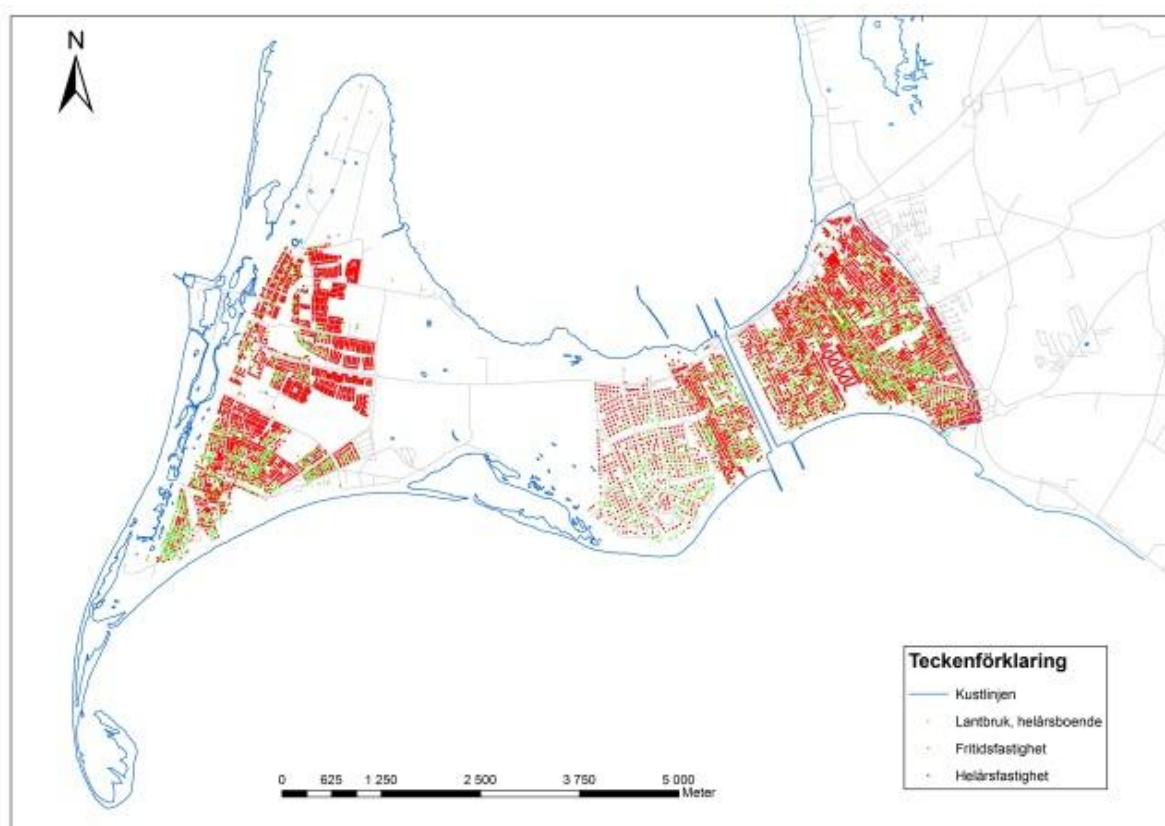 N
Teckenförklaring
Kustlinjen
Lantbruk, helårsboende
Fritidsfastighet
Helårsfastighet
0 625 1 250 2 500 3 750 5 000
Meter